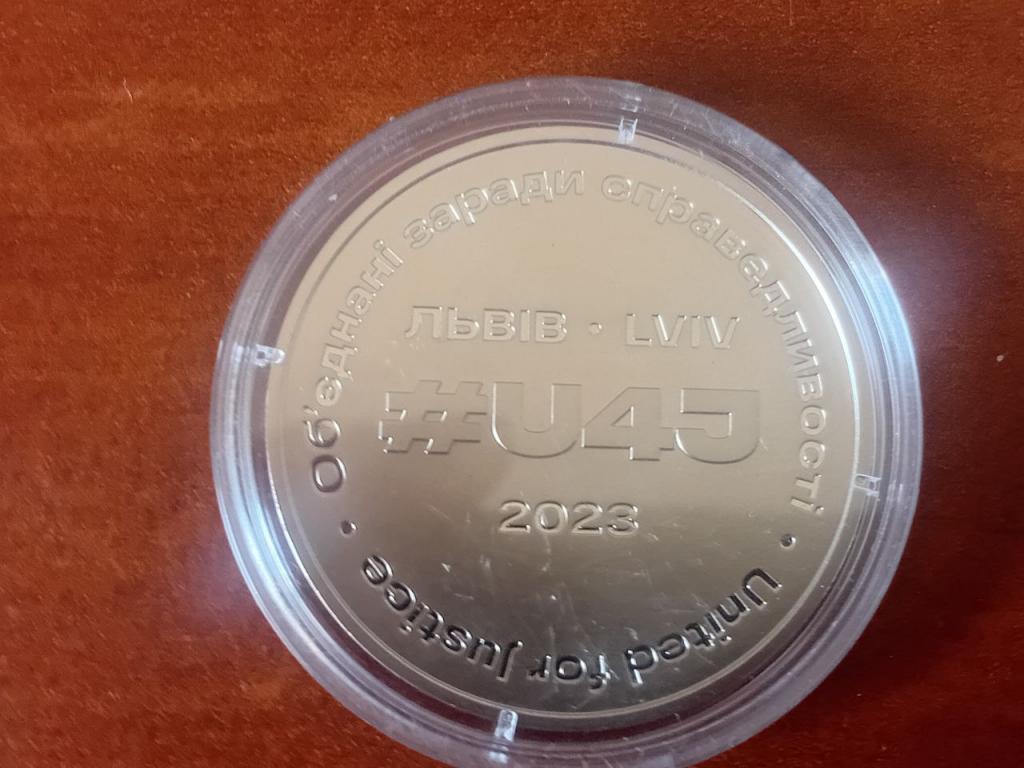 Об'єднані заради справедливості
ЛЬВІВ • LVIV
#U4J
2023
• United for justice •